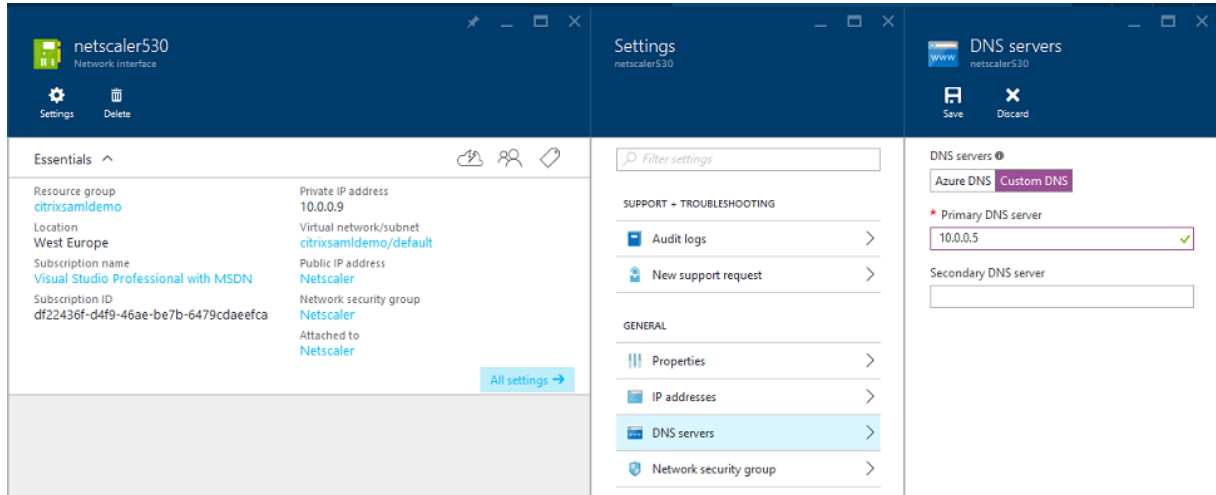 netscaler530
Network interface
Settings
Delete
Essentials
Resource group
citrixsamldemo
Location
West Europe
Subscription name
Visual Studio Professional with MSDN
Subscription ID
df22436f-d4f9-46ae-be7b-6479cdaeefca
Private IP address
10.0.0.9
Virtual network/subnet
citrixsamldemo/default
Public IP address
Netscaler
Network security group
Netscaler
Attached to
Netscaler
All settings →
Settings
netscaler530
Filter settings
SUPPORT + TROUBLESHOOTING
Audit logs
New support request
GENERAL
Properties
IP addresses
DNS servers
Network security group
www
DNS servers
netscaler530
Save
Discard
DNS servers
Azure DNS Custom DNS
* Primary DNS server
10.0.0.5
Secondary DNS server